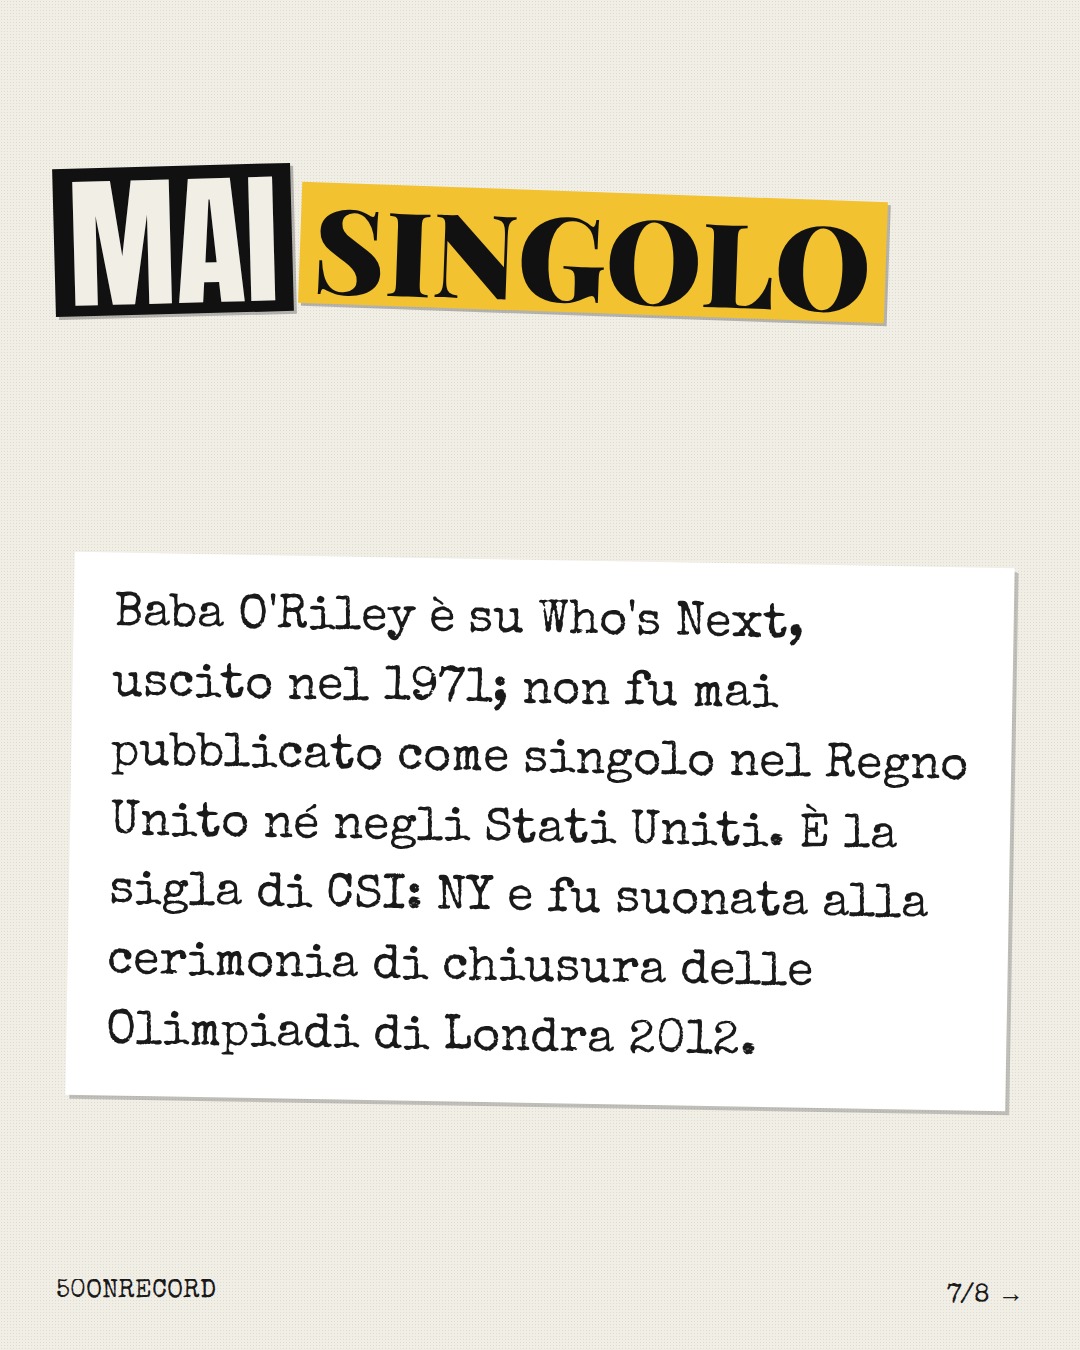 MAI SINGOLO
Baba O'Riley è su Who's Next,
uscito nel 1971; non fu mai
pubblicato come singolo nel Regno
Unito né negli Stati Uniti. È la
sigla di CSI: NY e fu suonata alla
cerimonia di chiusura delle
Olimpiadi di Londra 2012.
50ONRECORD
7/8 →